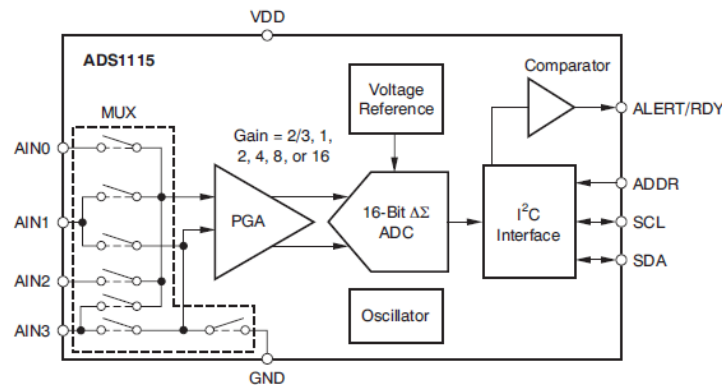 VDD
ADS1115
Comparator
Voltage
Reference
MUX
ALERT/RDY
Gain = 2/3, 1,
2, 4, 8, or 16
AIN0
ADDR
PGA
16-Bit ΔΣ
ADC
I²C
Interface
AIN1
SCL
SDA
AIN2
Oscillator
AIN3
GND